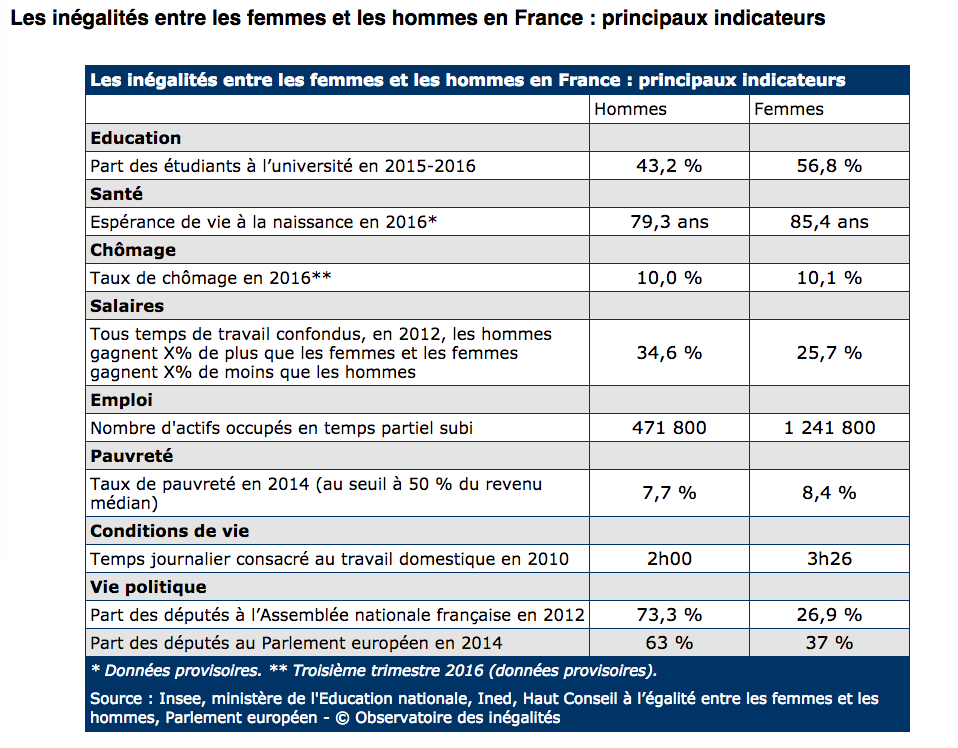 Les inégalités entre les femmes et les hommes en France : principaux indicateurs
Les inégalités entre les femmes et les hommes en France : principaux indicateurs
Hommes Femmes
Education
Part des étudiants à l’université en 2015-2016 43,2 % 56,8 %
Santé
Espérance de vie à la naissance en 2016* 79,3 ans 85,4 ans
Chômage
Taux de chômage en 2016** 10,0 % 10,1 %
Salaires
Tous temps de travail confondus, en 2012, les hommes
gagnent X% de plus que les femmes et les femmes 34,6 % 25,7 %
gagnent X% de moins que les hommes
Emploi
Nombre d'actifs occupés en temps partiel subi 471 800 1 241 800
Pauvreté
Taux de pauvreté en 2014 (au seuil à 50 % du revenu
médian) 7,7 % 8,4 %
Conditions de vie
Temps journalier consacré au travail domestique en 2010 2h00 3h26
Vie politique
Part des députés à l’Assemblée nationale française en 2012 73,3 % 26,9 %
Part des députés au Parlement européen en 2014 63 % 37 %
* Données provisoires. ** Troisième trimestre 2016 (données provisoires).
Source : Insee, ministère de l'Education nationale, Ined, Haut Conseil à l’égalité entre les femmes et les
hommes, Parlement européen - © Observatoire des inégalités